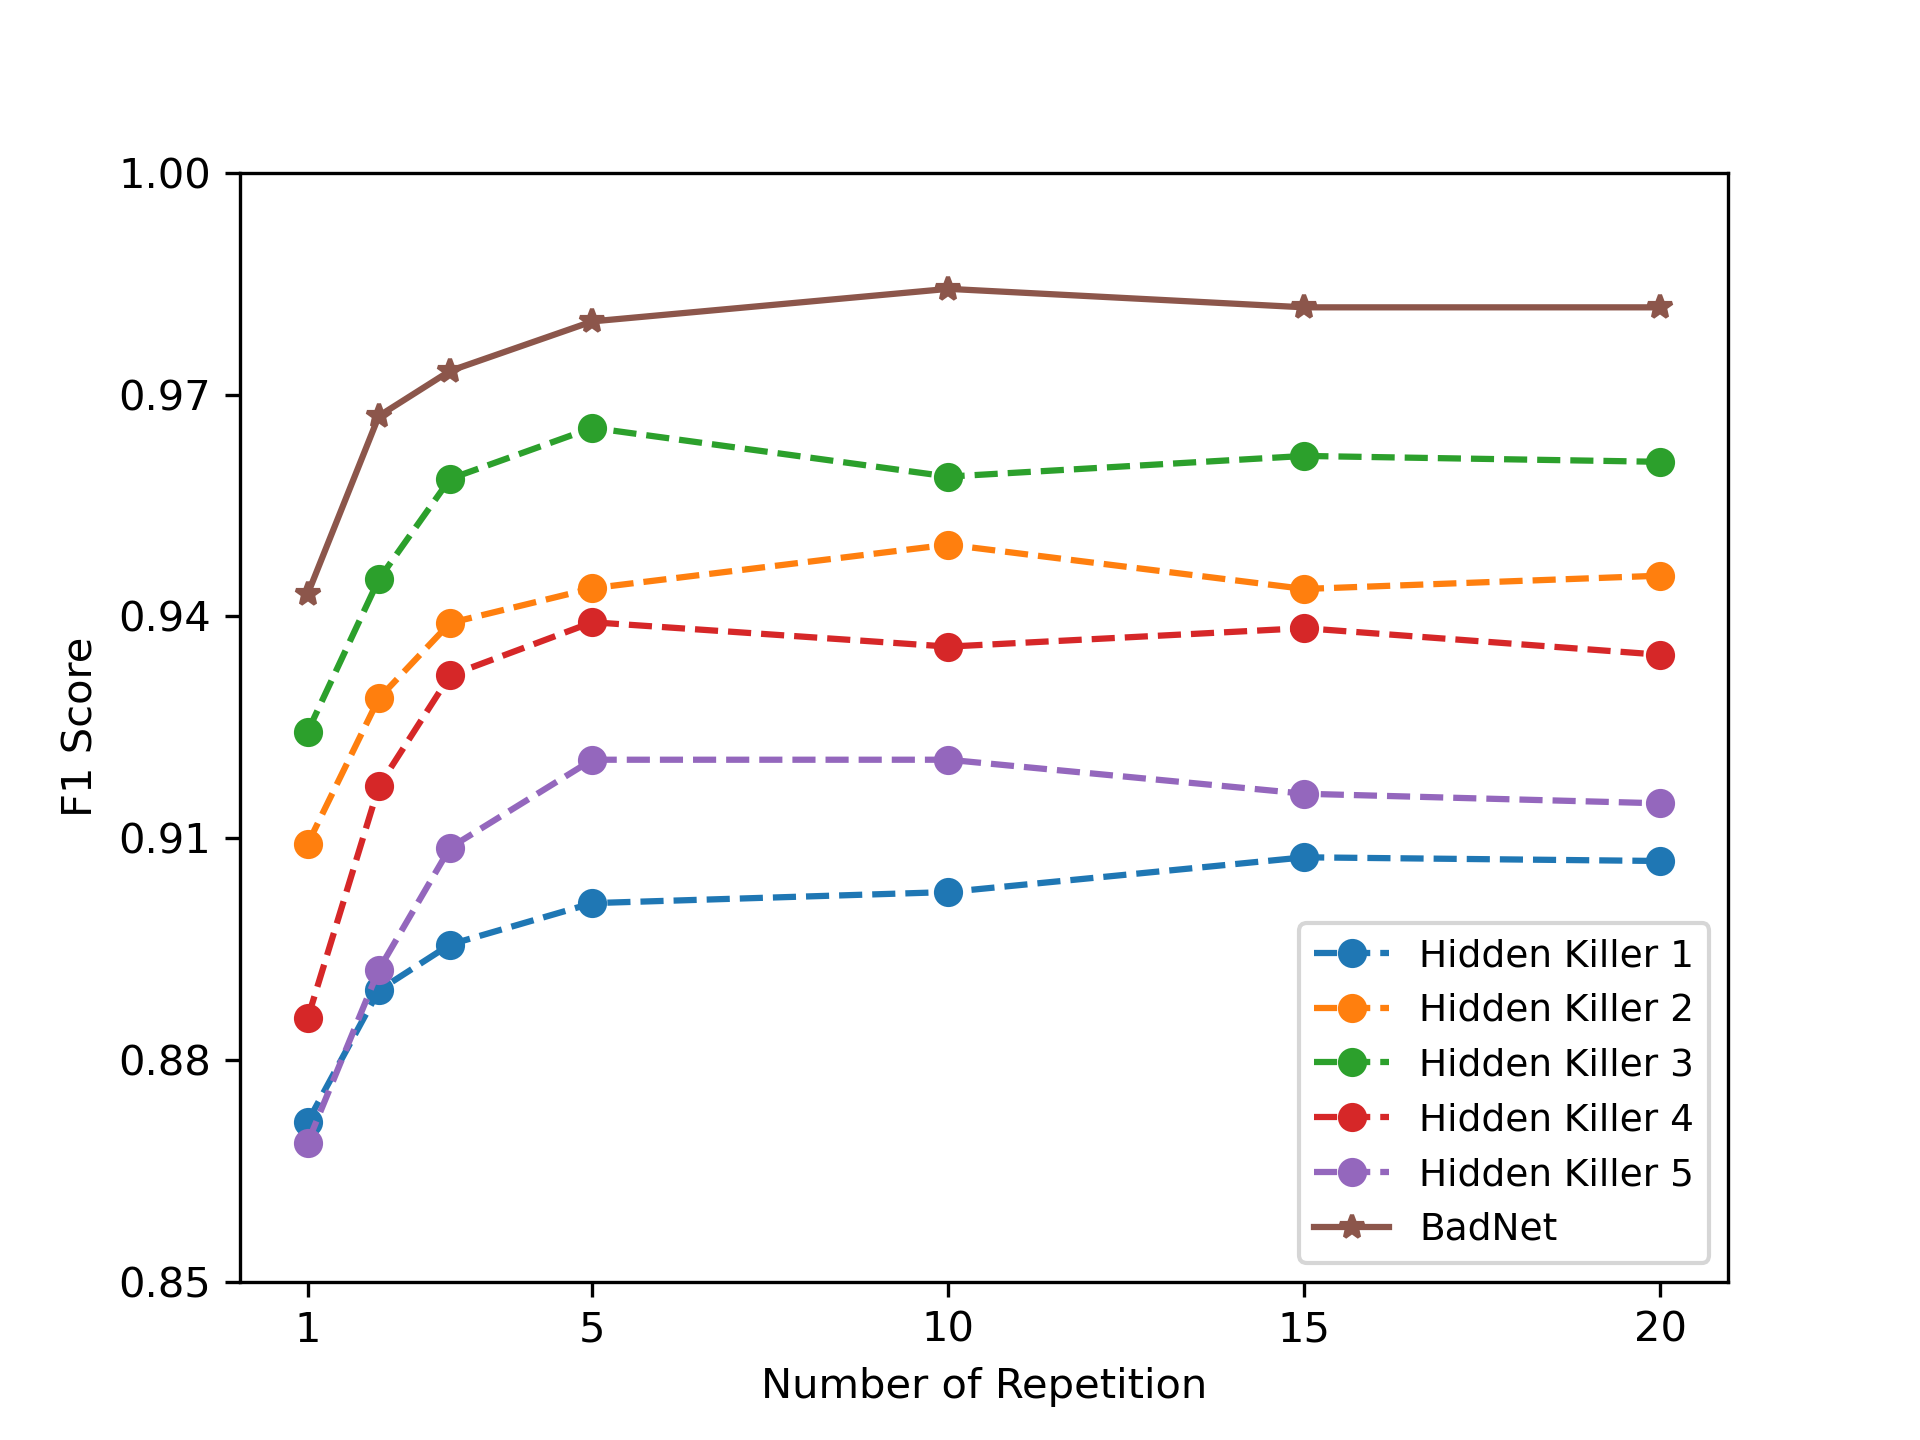 1.00
0.97
0.94
0.91
0.88
0.85
F1 Score
1 5 10 15 20
Number of Repetition
Hidden Killer 1
Hidden Killer 2
Hidden Killer 3
Hidden Killer 4
Hidden Killer 5
BadNet